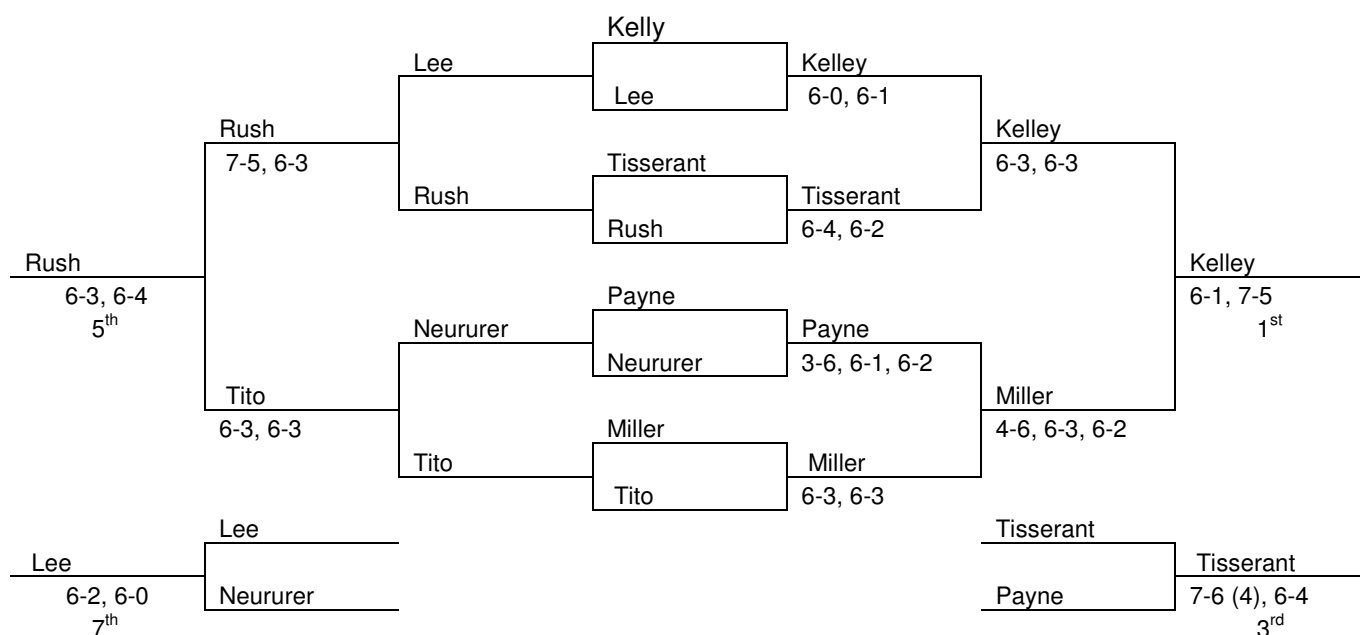 Kelly
Lee Kelley
Lee 6-0, 6-1
Rush Kelley
7-5, 6-3 Tisserant 6-3, 6-3
Rush Tisserant
Rush 6-4, 6-2
Rush Kelley
6-3, 6-4 Payne 6-1, 7-5
5th Neururer Payne 1st
Neururer 3-6, 6-1, 6-2
Tito Miller
6-3, 6-3 Miller 4-6, 6-3, 6-2
Tito Miller
Tito 6-3, 6-3
Lee Tisserant
Lee Tisserant
6-2, 6-0 Neururer Payne 7-6 (4), 6-4
7th 3rd